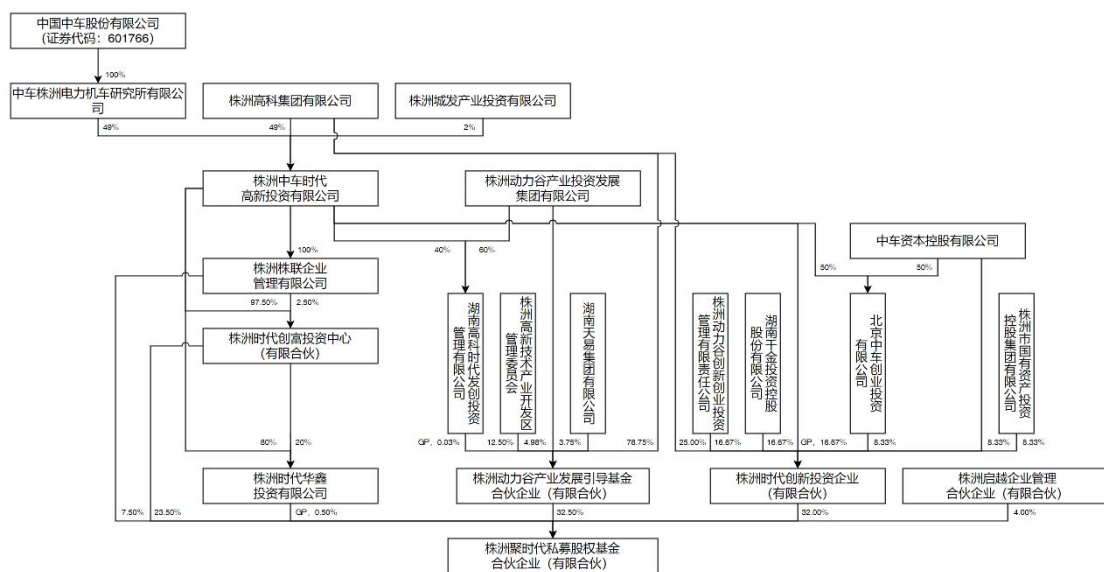 中国中车股份有限公司
(证券代码：601766)
100%
中车株洲电力机车研究所有限公
司
株洲高科集团有限公司
株洲城发产业投资有限公司
49%
49%
2%
株洲中车时代
高新投资有限公司
株洲动力谷产业投资发展
集团有限公司
中车资本控股有限公司
100%
40%
60%
50%
50%
株洲株联企业
管理有限公司
97.50%
2.50%
株洲时代创富投资中心
（有限合伙）
湖南高科时代发创投资
管理有限公司
株洲高新技术产业开发区
管理委员会
湖南天易集团有限公司
株洲动力谷创新创业投资
管理有限责任公司
湖南千金投资控股
股份有限公司
北京中车创业投资
有限公司
株洲市国有资产投资
控股集团有限公司
80%
20%
GP，0.03%
12.50%
4.98%
3.75%
78.75%
25.00%
16.67%
16.67%
GP，16.67%
8.33%
8.33%
8.33%
株洲时代华鑫
投资有限公司
株洲动力谷产业发展引导基金
合伙企业（有限合伙）
株洲时代创新投资企业
（有限合伙）
株洲启越企业管理
合伙企业（有限合伙）
7.50%
23.50%
GP，0.50%
32.50%
32.00%
4.00%
株洲聚时代私募股权基金
合伙企业（有限合伙）